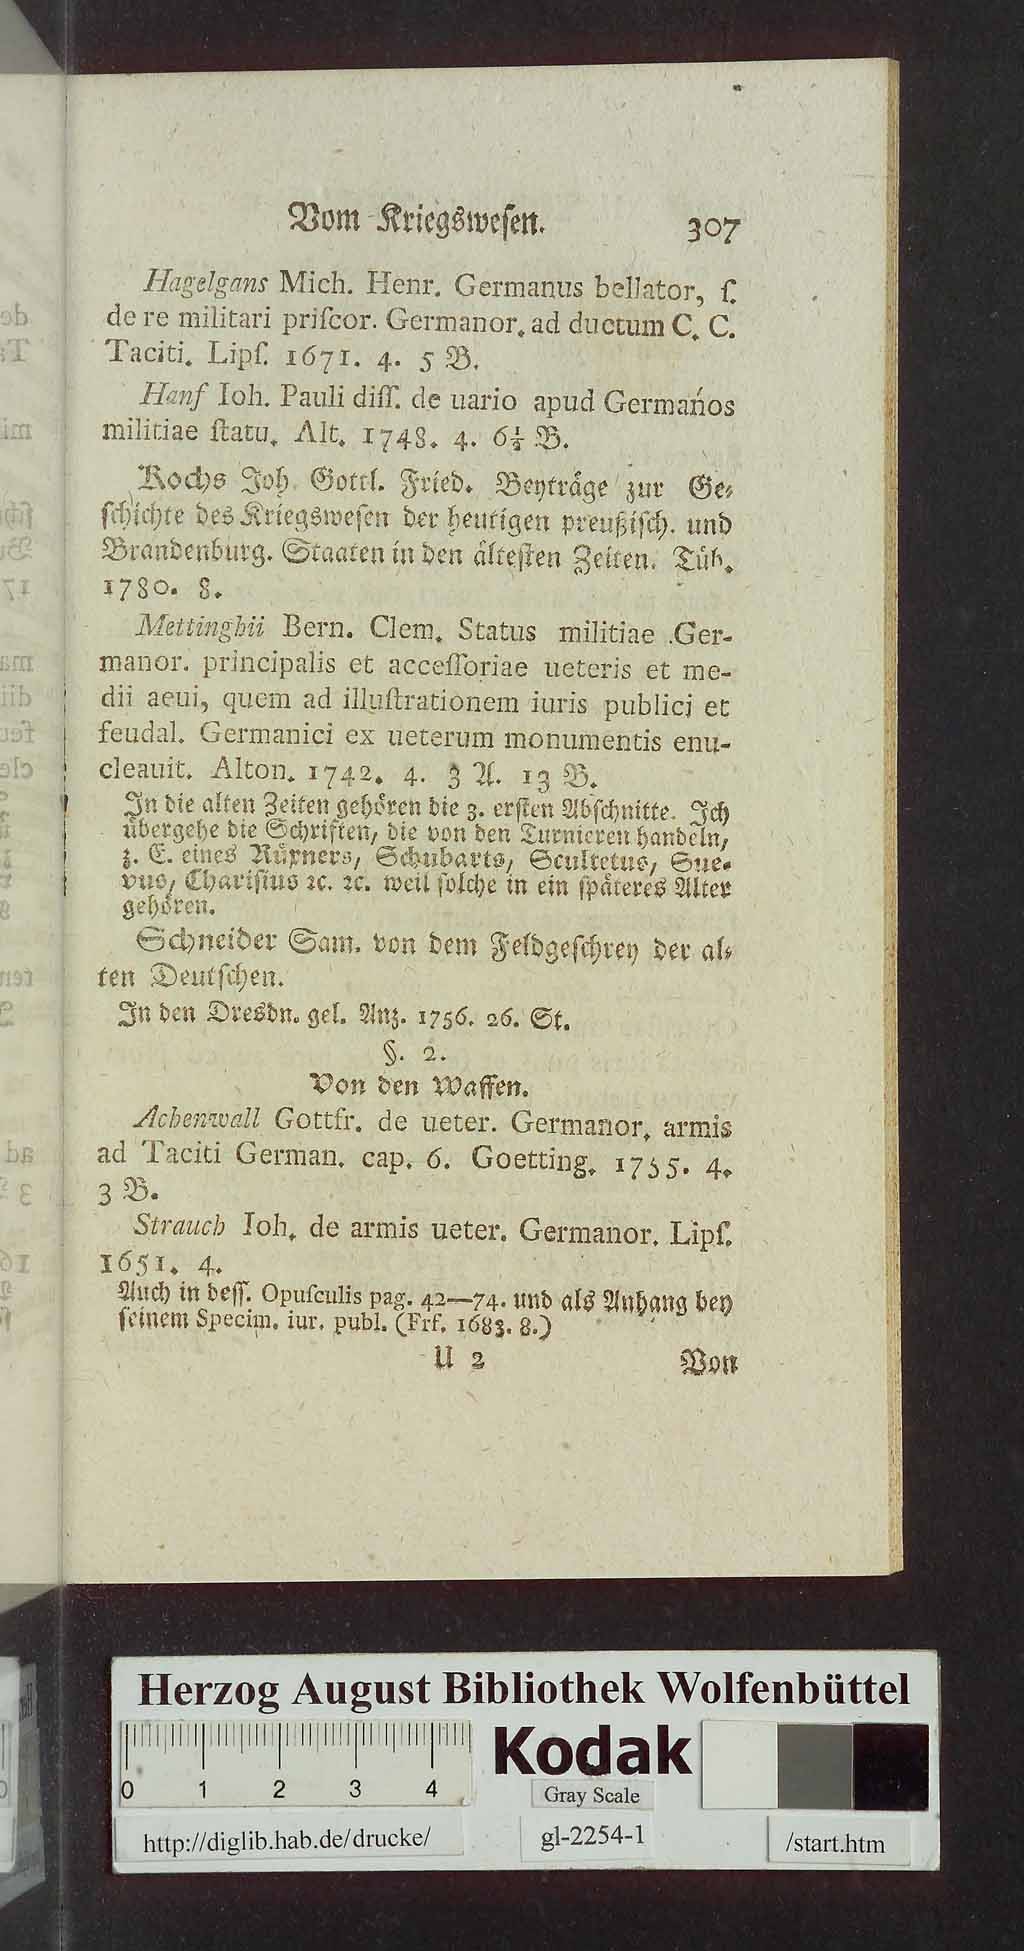 Vom Kriegswesen. 307
Hagelgans Mich. Henr. Germanus bellator, ſ.
de re militari priſcor. Germanor. ad ductum C. C.
Taciti. Lipſ. 1671. 4. 5 B.
Hanf Ioh. Pauli diſſ. de uario apud Germanos
militiae ſtatu. Alt. 1748. 4. 6½ B.
Kochs Joh. Gottl. Fried. Beyträge zur Ge-
ſchichte des Kriegsweſen der heutigen preußiſch. und
Brandenburg. Staaten in den älteſten Zeiten. Tüb.
1780. 8.
Mettinghii Bern. Clem. Status militiae Ger-
manor. principalis et acceſſoriae ueteris et me-
dii aeui, quem ad illuſtrationem iuris publici et
feudal. Germanici ex ueterum monumentis enu-
cleauit. Alton. 1742. 4. 3 A. 13 B.
In die alten Zeiten gehören die 3. erſten Abſchnitte. Ich
übergehe die Schriften, die von den Turnieren handeln,
z. E. eines Rüxners, Schubarts, Scultetus, Sue-
vus, Chariſius ꝛc. ꝛc. weil ſolche in ein ſpäteres Alter
gehören.
Schneider Sam. von dem Feldgeſchrey der al-
ten Deutſchen.
In den Dresdn. gel. Anz. 1756. 26. St.
§. 2.
Von den Waffen.
Achenwall Gottfr. de ueter. Germanor. armis
ad Taciti German. cap. 6. Goetting. 1755. 4.
3 B.
Strauch Ioh. de armis ueter. Germanor. Lipſ.
1651. 4.
Auch in deſſ. Opuſculis pag. 42—74. und als Anhang bey
ſeinem Specim. iur. publ. (Frf. 1683. 8.)
U 2 Von
Herzog August Bibliothek Wolfenbüttel
0 1 2 3 4
Kodak
Gray Scale
http://diglib.hab.de/drucke/ gl-2254-1 /start.htm